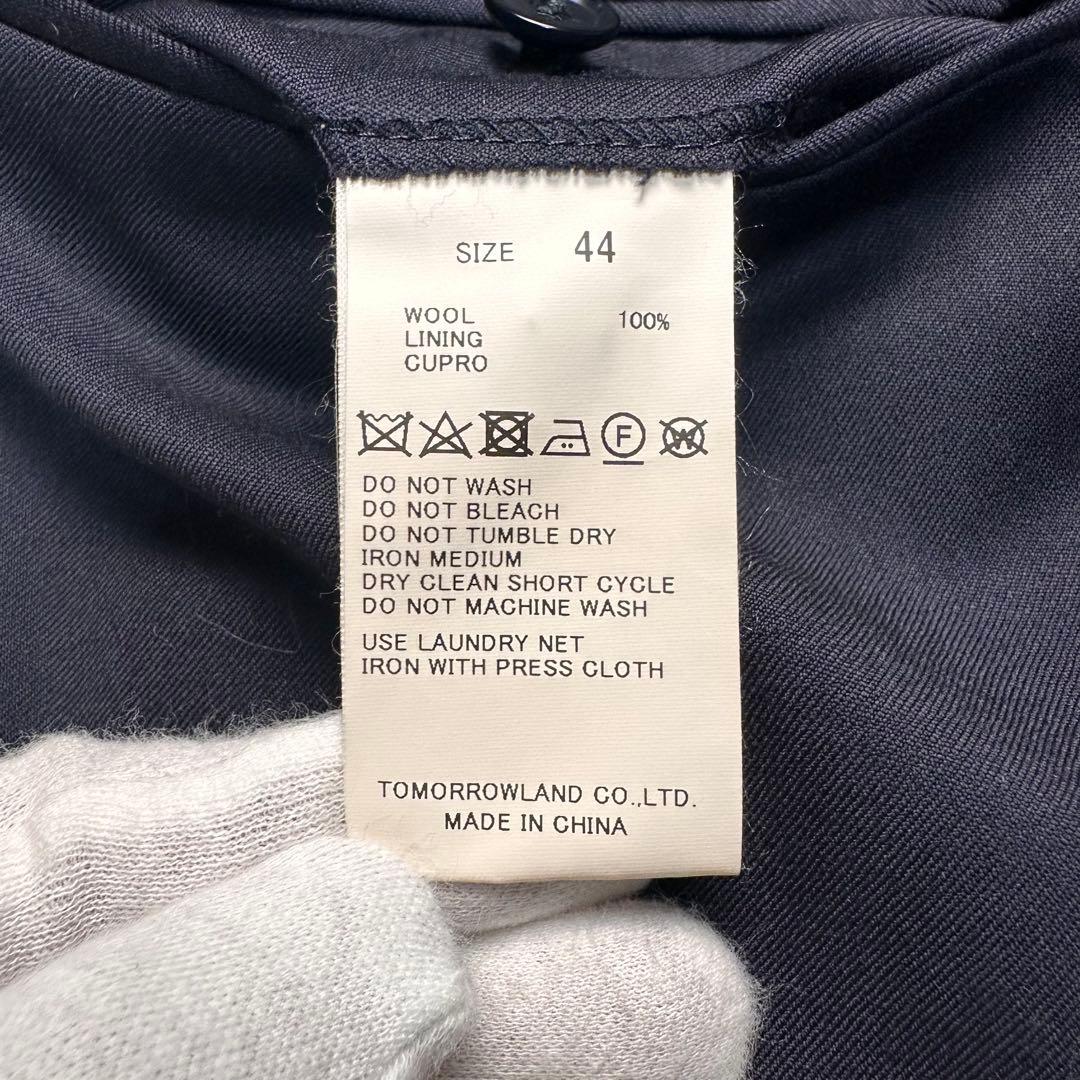 SIZE 44
WOOL 100%
LINING
CUPRO
F W
DO NOT WASH
DO NOT BLEACH
DO NOT TUMBLE DRY
IRON MEDIUM
DRY CLEAN SHORT CYCLE
DO NOT MACHINE WASH
USE LAUNDRY NET
IRON WITH PRESS CLOTH
TOMORROWLAND CO.,LTD.
MADE IN CHINA